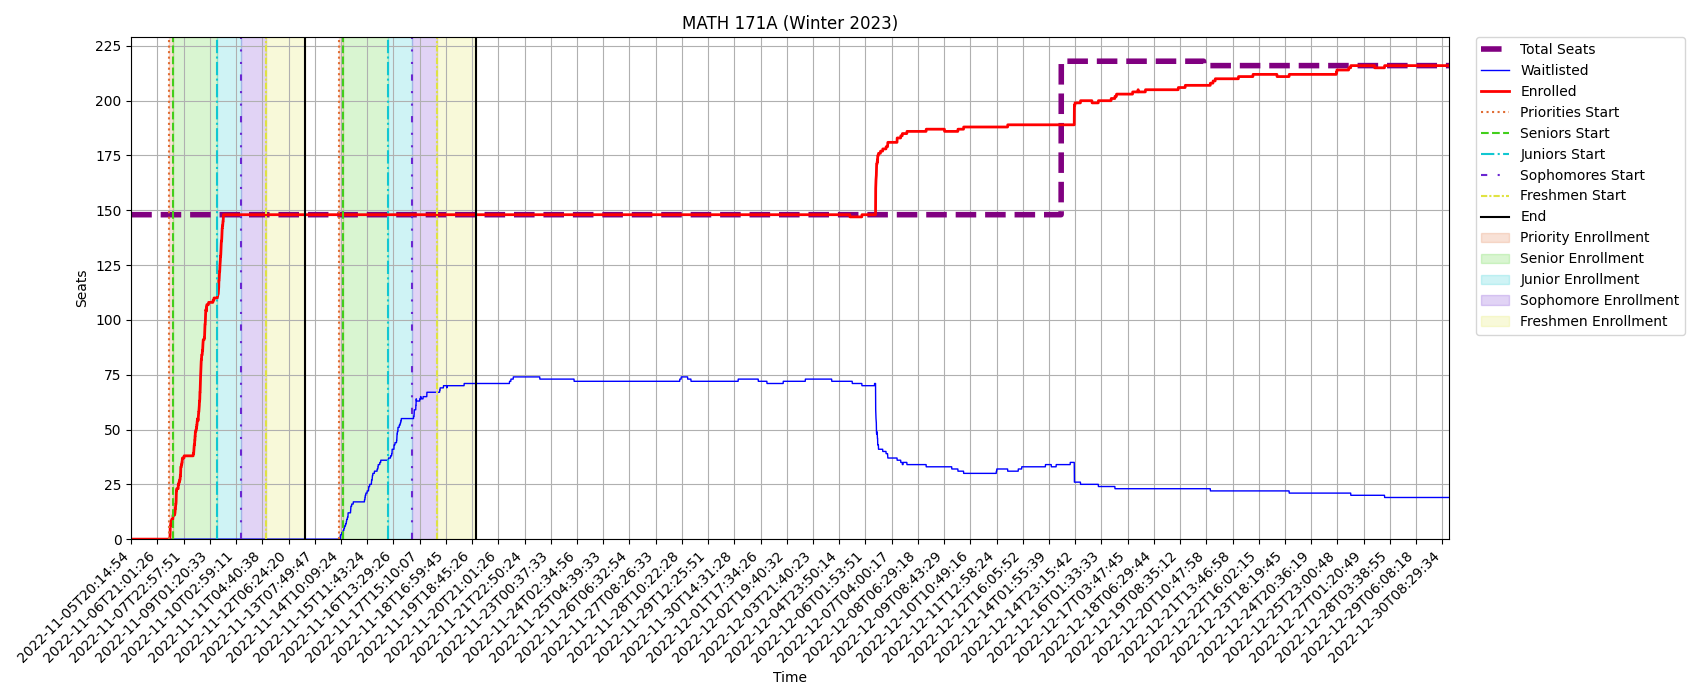 MATH 171A (Winter 2023)
225
200
175
150
125
100
75
50
25
0
Seats
2022-11-05T20:14:54
2022-11-06T21:01:26
2022-11-07T22:57:51
2022-11-09T01:20:33
2022-11-10T02:59:11
2022-11-11T04:40:38
2022-11-12T06:24:20
2022-11-13T07:49:47
2022-11-14T10:09:24
2022-11-15T11:43:24
2022-11-16T13:29:26
2022-11-17T15:10:07
2022-11-18T16:59:45
2022-11-19T18:45:26
2022-11-20T21:01:26
2022-11-21T22:50:24
2022-11-23T00:37:33
2022-11-24T02:34:56
2022-11-25T04:39:33
2022-11-26T06:32:54
2022-11-27T08:26:33
2022-11-28T10:22:28
2022-11-29T12:25:51
2022-11-30T14:31:28
2022-12-01T17:34:26
2022-12-02T19:40:32
2022-12-03T21:40:23
2022-12-04T23:50:14
2022-12-06T01:53:51
2022-12-07T04:00:17
2022-12-08T06:29:18
2022-12-09T08:43:29
2022-12-10T10:49:16
2022-12-11T12:58:24
2022-12-12T16:05:52
2022-12-14T01:55:39
2022-12-14T23:15:42
2022-12-16T01:33:33
2022-12-17T03:47:45
2022-12-18T06:29:44
2022-12-19T08:35:12
2022-12-20T10:47:58
2022-12-21T13:46:58
2022-12-22T16:02:15
2022-12-23T18:19:45
2022-12-24T20:36:19
2022-12-25T23:00:48
2022-12-27T01:20:49
2022-12-28T03:38:55
2022-12-29T06:08:18
2022-12-30T08:29:34
Time
Total Seats
Waitlisted
Enrolled
Priorities Start
Seniors Start
Juniors Start
Sophomores Start
Freshmen Start
End
Priority Enrollment
Senior Enrollment
Junior Enrollment
Sophomore Enrollment
Freshmen Enrollment